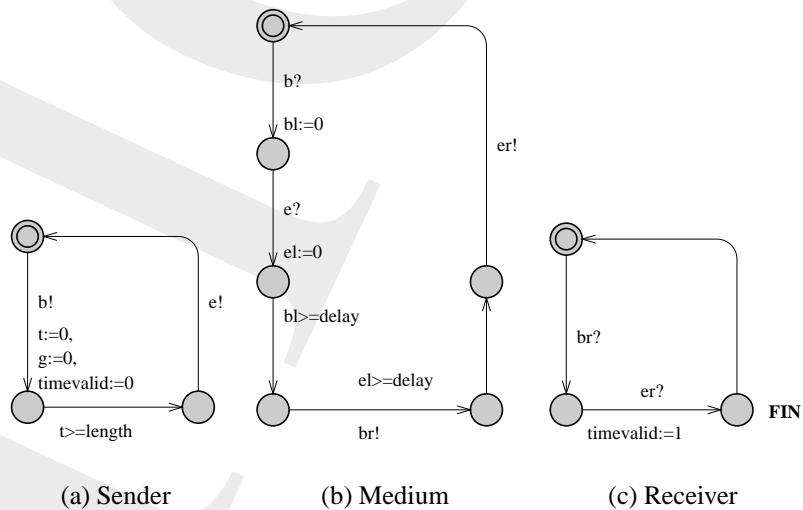 b?
bl:=0
er!
e?
el:=0
b!
t:=0,
g:=0,
timevalid:=0
e!
bl>=delay
br?
el>=delay
er?
FIN
t>=length
br!
timevalid:=1
(a) Sender
(b) Medium
(c) Receiver